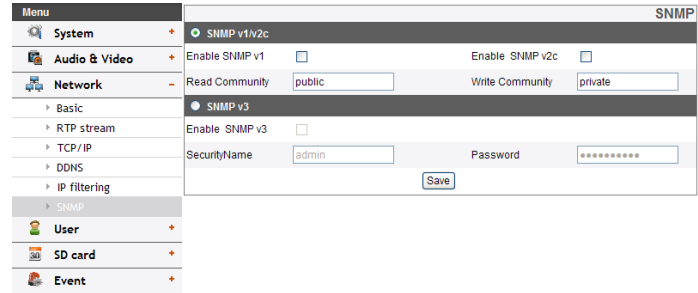 Menu
System +
Audio & Video +
Network -
Basic
RTP stream
TCP/IP
DDNS
IP filtering
SNMP
User +
30 SD card +
Event +
SNMP
SNMP v1/v2c
Enable SNMP v1 Enable SNMP v2c
Read Community public Write Community private
SNMP v3
Enable SNMP v3
SecurityName admin Password ●●●●●●●●●●
Save